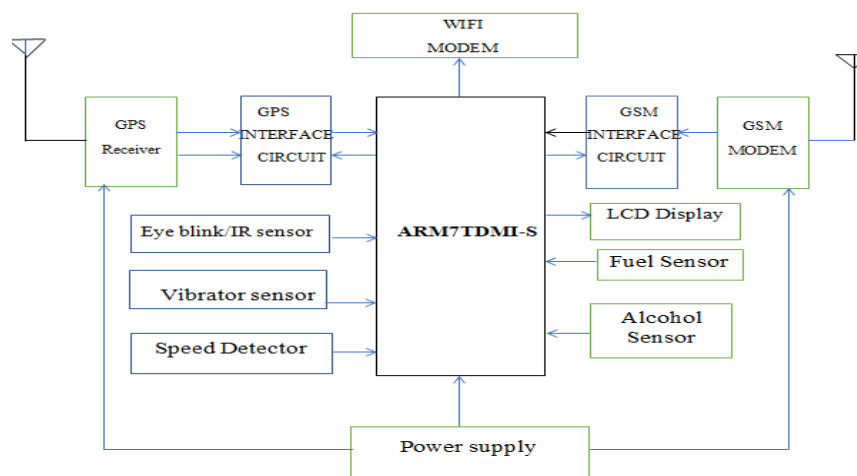 WIFI
MODEM
GPS
Receiver
GPS
INTERFACE
CIRCUIT
GSM
INTERFACE
CIRCUIT
GSM
MODEM
ARM7TDMI-S
Eye blink/IR sensor
Vibrator sensor
Speed Detector
LCD Display
Fuel Sensor
Alcohol
Sensor
Power supply